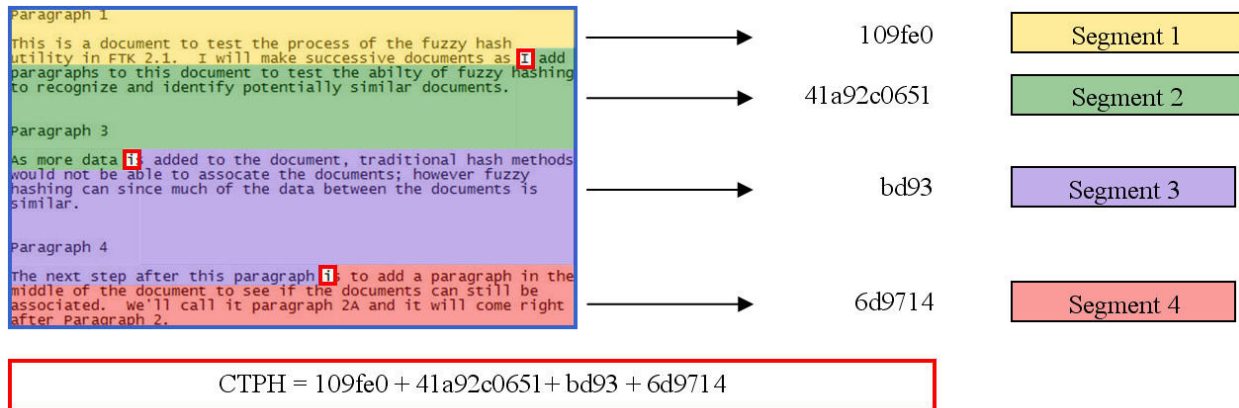 Paragraph 1
This is a document to test the process of the fuzzy hash
utility in FTK 2.1.  I will make successive documents as I add
paragraphs to this document to test the abilty of fuzzy hashing
to recognize and identify potentially similar documents.
Paragraph 3
As more data is added to the document, traditional hash methods
would not be able to assocate the documents; however fuzzy
hashing can since much of the data between the documents is
similar.
Paragraph 4
The next step after this paragraph is to add a paragraph in the
middle of the document to see if the documents can still be
associated.  We'll call it paragraph 2A and it will come right
after Paragraph 2.
109fe0
Segment 1
41a92c0651
Segment 2
bd93
Segment 3
6d9714
Segment 4
CTPH = 109fe0 + 41a92c0651+ bd93 + 6d9714